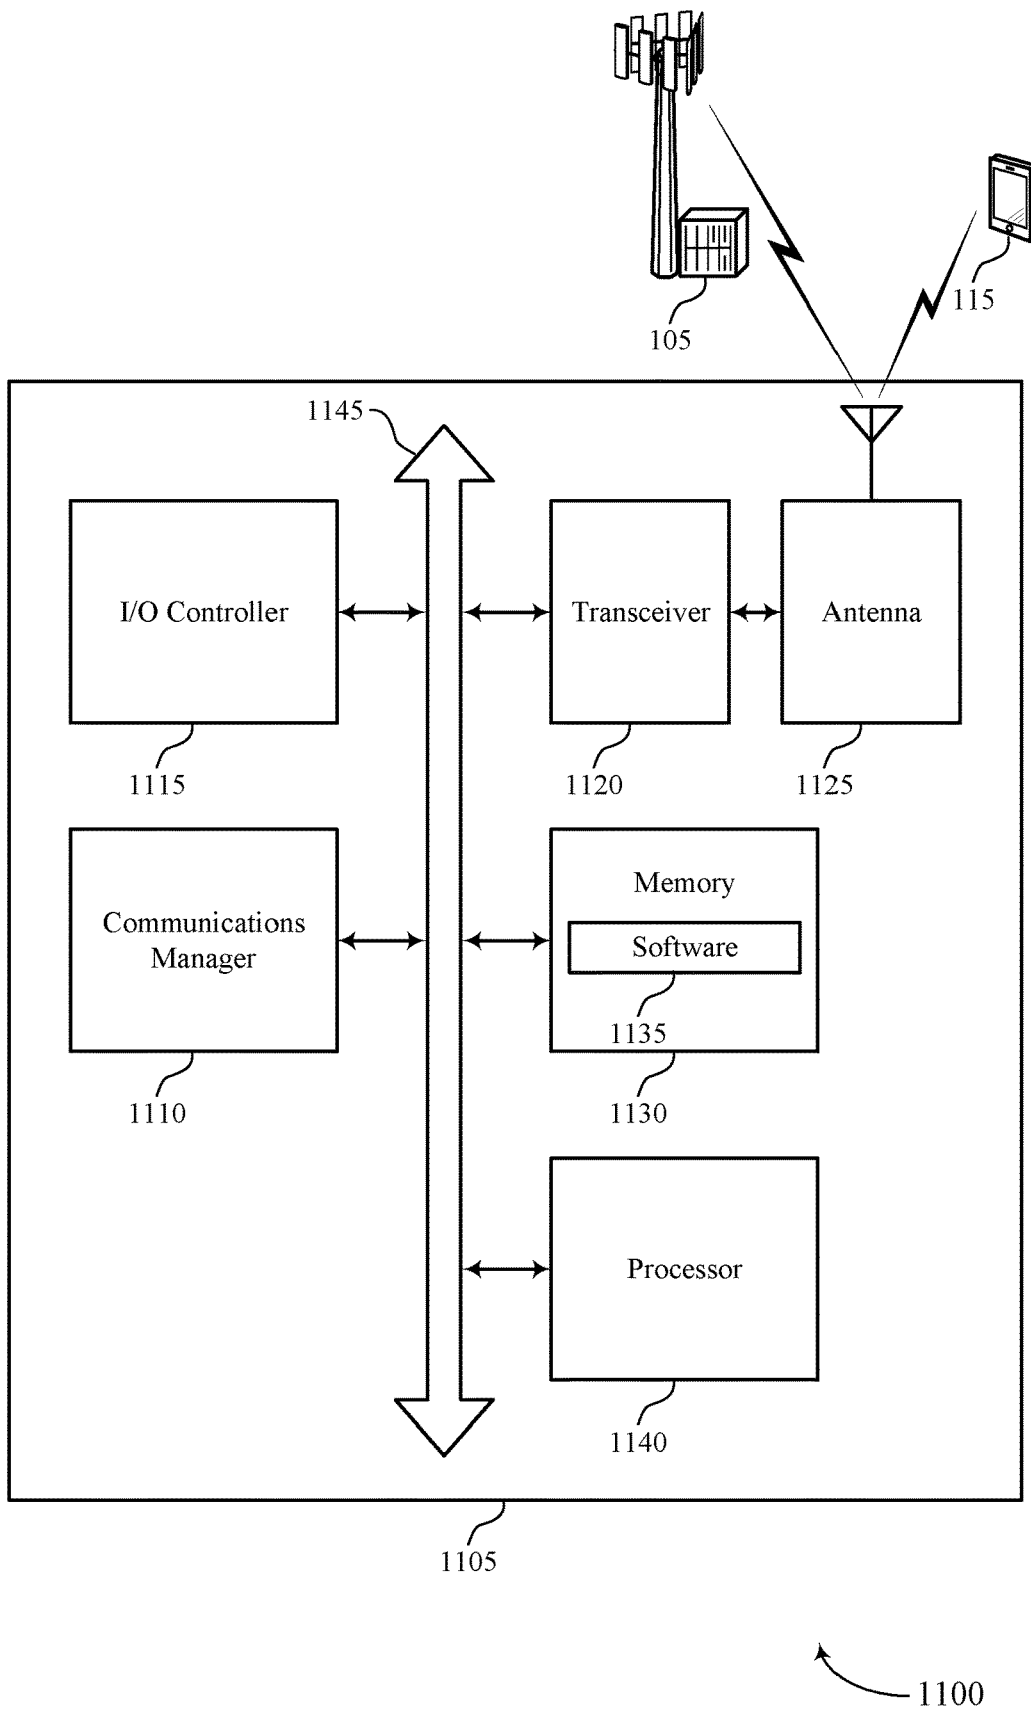 105
115
1145
I/O Controller
Transceiver
Antenna
1115
1120
1125
Communications
Manager
Memory
Software
1135
1110
1130
Processor
1140
1105
1100